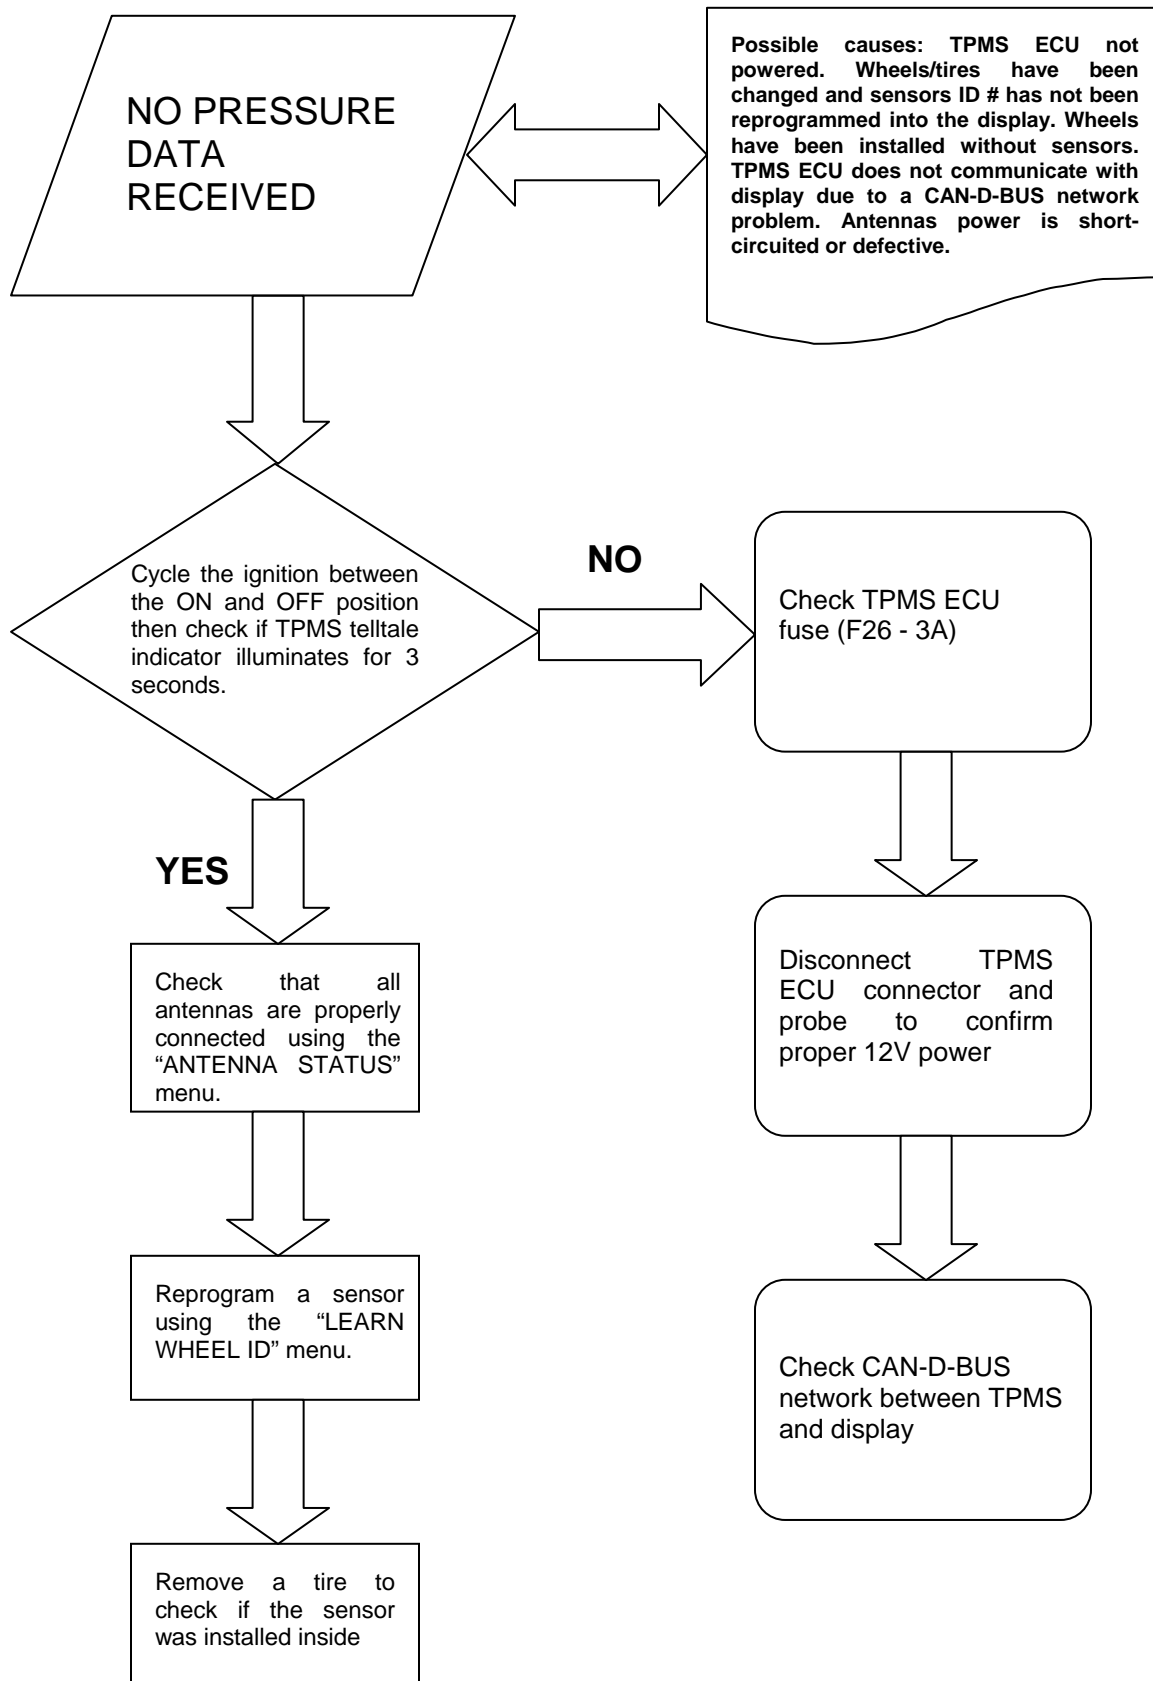 NO PRESSURE
DATA
RECEIVED
Possible causes: TPMS ECU not
powered. Wheels/tires have been
changed and sensors ID # has not been
reprogrammed into the display. Wheels
have been installed without sensors.
TPMS ECU does not communicate with
display due to a CAN-D-BUS network
problem. Antennas power is short-
circuited or defective.
Cycle the ignition between
the ON and OFF position
then check if TPMS telltale
indicator illuminates for 3
seconds.
NO
Check TPMS ECU
fuse (F26 - 3A)
YES
Check that all
antennas are properly
connected using the
“ANTENNA STATUS”
menu.
Disconnect TPMS
ECU connector and
probe to confirm
proper 12V power
Reprogram a sensor
using the “LEARN
WHEEL ID” menu.
Check CAN-D-BUS
network between TPMS
and display
Remove a tire to
check if the sensor
was installed inside